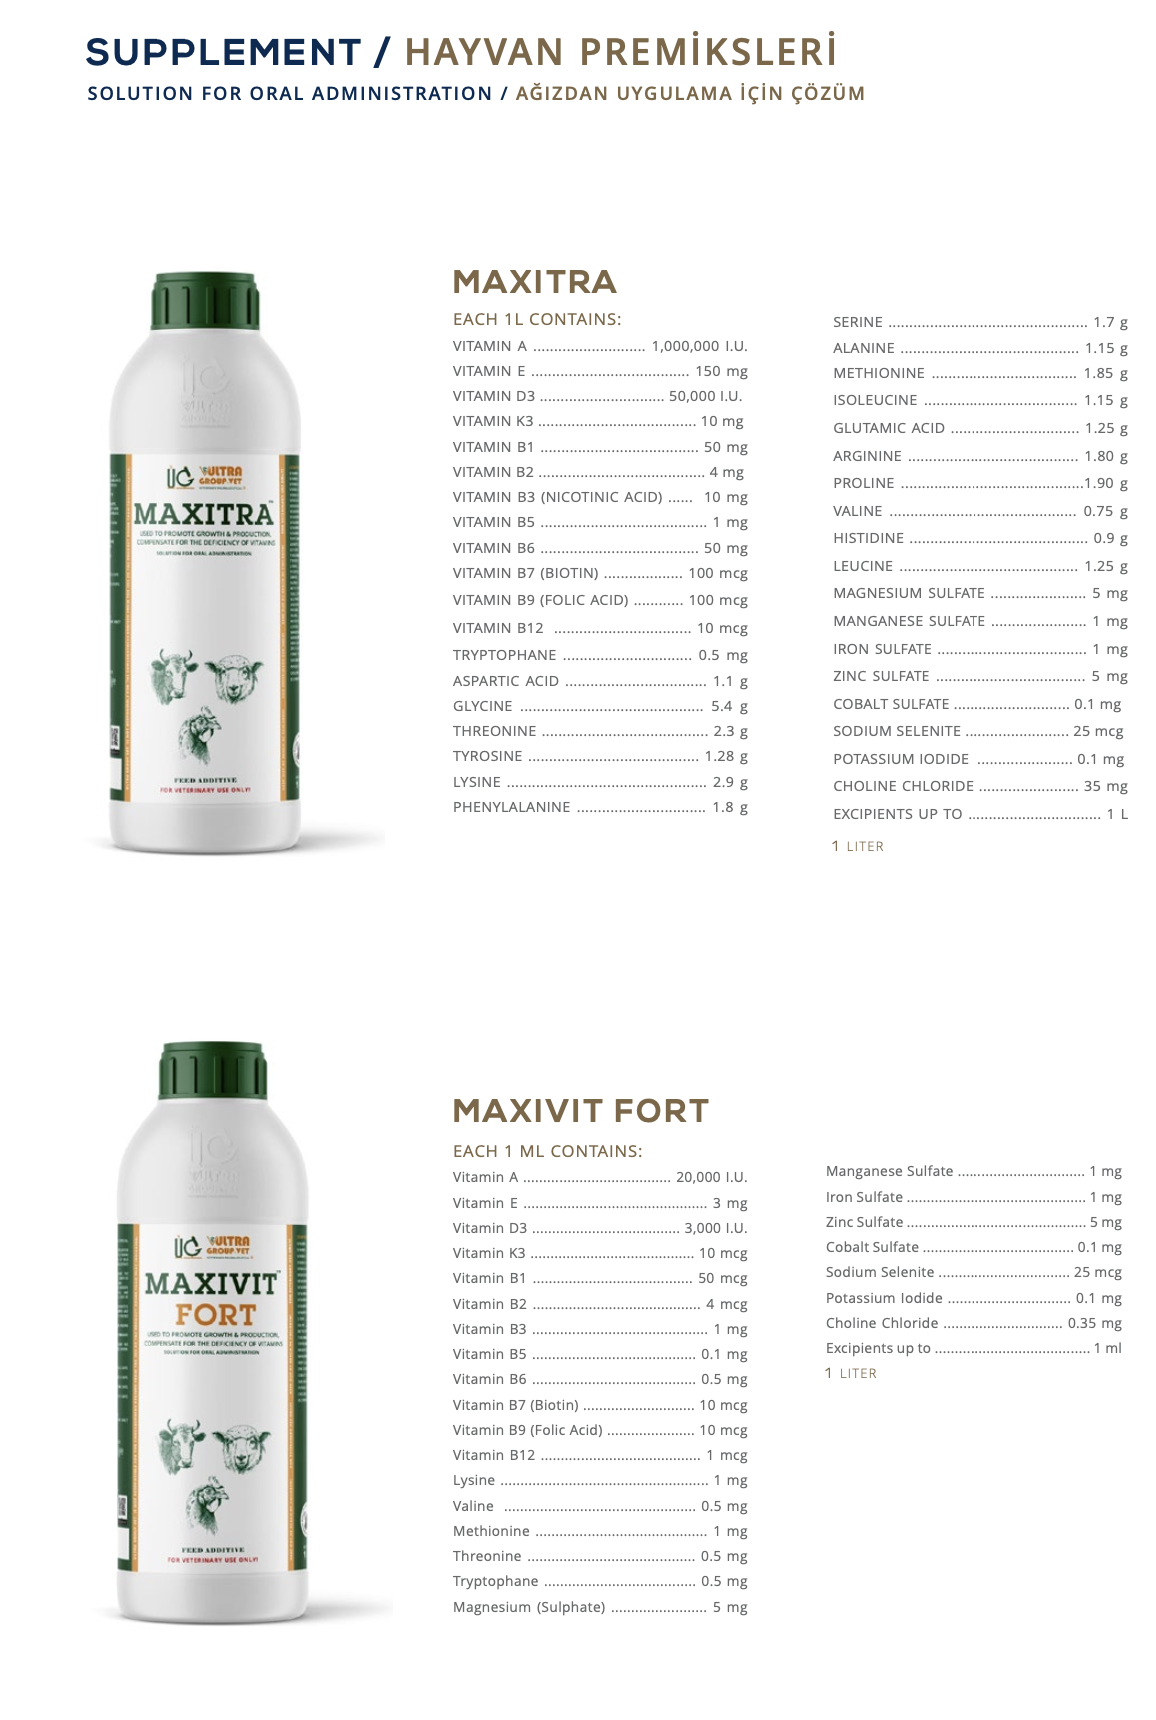 SUPPLEMENT / HAYVAN PREMİKSLERİ
SOLUTION FOR ORAL ADMINISTRATION / AĞIZDAN UYGULAMA İÇİN ÇÖZÜM
ULTRA
GROUP.VET
MAXITRA™
USED TO PROMOTE GROWTH & PRODUCTION,
COMPENSATE FOR THE DEFICIENCY OF VITAMINS
SOLUTION FOR ORAL ADMINISTRATION
FEED ADDITIVE
FOR VETERINARY USE ONLY!
MAXITRA
EACH 1L CONTAINS:
VITAMIN A ........................... 1,000,000 I.U.
VITAMIN E ...................................... 150 mg
VITAMIN D3 .............................. 50,000 I.U.
VITAMIN K3 ...................................... 10 mg
VITAMIN B1 ...................................... 50 mg
VITAMIN B2 ........................................ 4 mg
VITAMIN B3 (NICOTINIC ACID) ...... 10 mg
VITAMIN B5 ........................................ 1 mg
VITAMIN B6 ...................................... 50 mg
VITAMIN B7 (BIOTIN) ................... 100 mcg
VITAMIN B9 (FOLIC ACID) ............ 100 mcg
VITAMIN B12 ................................. 10 mcg
TRYPTOPHANE ............................... 0.5 mg
ASPARTIC ACID .................................. 1.1 g
GLYCINE ............................................ 5.4 g
THREONINE ........................................ 2.3 g
TYROSINE ......................................... 1.28 g
LYSINE ................................................ 2.9 g
PHENYLALANINE ............................... 1.8 g
SERINE ................................................ 1.7 g
ALANINE ........................................... 1.15 g
METHIONINE ................................... 1.85 g
ISOLEUCINE ..................................... 1.15 g
GLUTAMIC ACID ............................... 1.25 g
ARGININE ......................................... 1.80 g
PROLINE ............................................1.90 g
VALINE ............................................. 0.75 g
HISTIDINE ........................................... 0.9 g
LEUCINE ........................................... 1.25 g
MAGNESIUM SULFATE ....................... 5 mg
MANGANESE SULFATE ....................... 1 mg
IRON SULFATE .................................... 1 mg
ZINC SULFATE .................................... 5 mg
COBALT SULFATE ............................ 0.1 mg
SODIUM SELENITE ......................... 25 mcg
POTASSIUM IODIDE ....................... 0.1 mg
CHOLINE CHLORIDE ........................ 35 mg
EXCIPIENTS UP TO ................................ 1 L
1 LITER
ULTRA
GROUP.VET
MAXIVIT™
FORT
USED TO PROMOTE GROWTH & PRODUCTION,
COMPENSATE FOR THE DEFICIENCY OF VITAMINS
SOLUTION FOR ORAL ADMINISTRATION
FEED ADDITIVE
FOR VETERINARY USE ONLY!
MAXIVIT FORT
EACH 1 ML CONTAINS:
Vitamin A ..................................... 20,000 I.U.
Vitamin E .............................................. 3 mg
Vitamin D3 ..................................... 3,000 I.U.
Vitamin K3 ......................................... 10 mcg
Vitamin B1 ........................................ 50 mcg
Vitamin B2 .......................................... 4 mcg
Vitamin B3 ............................................ 1 mg
Vitamin B5 ......................................... 0.1 mg
Vitamin B6 ......................................... 0.5 mg
Vitamin B7 (Biotin) ............................ 10 mcg
Vitamin B9 (Folic Acid) ...................... 10 mcg
Vitamin B12 ........................................ 1 mcg
Lysine .................................................... 1 mg
Valine ................................................ 0.5 mg
Methionine ........................................... 1 mg
Threonine .......................................... 0.5 mg
Tryptophane ...................................... 0.5 mg
Magnesium (Sulphate) ........................ 5 mg
Manganese Sulfate ................................ 1 mg
Iron Sulfate ............................................. 1 mg
Zinc Sulfate ............................................. 5 mg
Cobalt Sulfate ...................................... 0.1 mg
Sodium Selenite ................................. 25 mcg
Potassium Iodide ............................... 0.1 mg
Choline Chloride .............................. 0.35 mg
Excipients up to ....................................... 1 ml
1 LITER